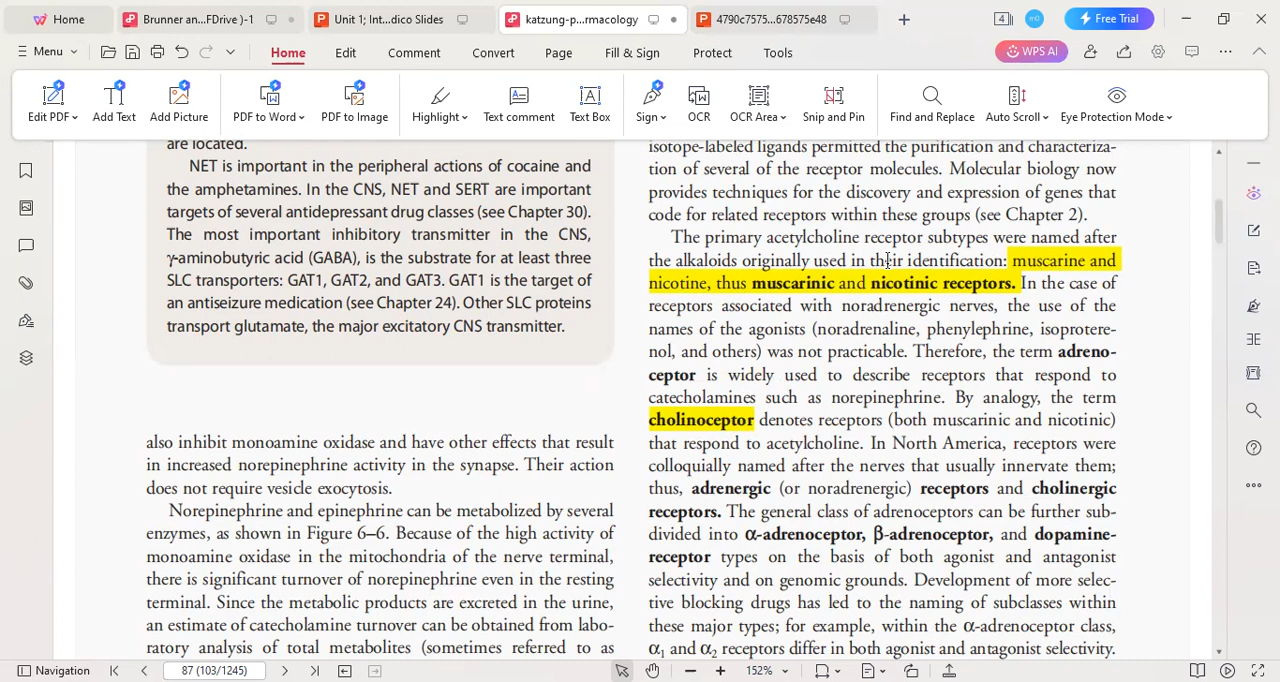 Home
Brunner an...FDrive )-1
Unit 1; Int...dico Slides
katzung-p...rmacology
4790c7575...678575e48
4
Free Trial
Menu
Home
Edit
Comment
Convert
Page
Fill & Sign
Protect
Tools
WPS AI
Edit PDF
Add Text
Add Picture
PDF to Word
PDF to Image
Highlight
Text comment
Text Box
Sign
OCR
OCR Area
Snip and Pin
Find and Replace
Auto Scroll
Eye Protection Mode
are located.
NET is important in the peripheral actions of cocaine and
the amphetamines. In the CNS, NET and SERT are important
targets of several antidepressant drug classes (see Chapter 30).
The most important inhibitory transmitter in the CNS,
γ-aminobutyric acid (GABA), is the substrate for at least three
SLC transporters: GAT1, GAT2, and GAT3. GAT1 is the target of
an antiseizure medication (see Chapter 24). Other SLC proteins
transport glutamate, the major excitatory CNS transmitter.
also inhibit monoamine oxidase and have other effects that result
in increased norepinephrine activity in the synapse. Their action
does not require vesicle exocytosis.
Norepinephrine and epinephrine can be metabolized by several
enzymes, as shown in Figure 6–6. Because of the high activity of
monoamine oxidase in the mitochondria of the nerve terminal,
there is significant turnover of norepinephrine even in the resting
terminal. Since the metabolic products are excreted in the urine,
an estimate of catecholamine turnover can be obtained from labo-
ratory analysis of total metabolites (sometimes referred to as
isotope-labeled ligands permitted the purification and characteriza-
tion of several of the receptor molecules. Molecular biology now
provides techniques for the discovery and expression of genes that
code for related receptors within these groups (see Chapter 2).
The primary acetylcholine receptor subtypes were named after
the alkaloids originally used in their identification: muscarine and
nicotine, thus muscarinic and nicotinic receptors. In the case of
receptors associated with noradrenergic nerves, the use of the
names of the agonists (noradrenaline, phenylephrine, isoprotere-
nol, and others) was not practicable. Therefore, the term adreno-
ceptor is widely used to describe receptors that respond to
catecholamines such as norepinephrine. By analogy, the term
cholinoceptor denotes receptors (both muscarinic and nicotinic)
that respond to acetylcholine. In North America, receptors were
colloquially named after the nerves that usually innervate them;
thus, adrenergic (or noradrenergic) receptors and cholinergic
receptors. The general class of adrenoceptors can be further sub-
divided into α-adrenoceptor, β-adrenoceptor, and dopamine-
receptor types on the basis of both agonist and antagonist
selectivity and on genomic grounds. Development of more selec-
tive blocking drugs has led to the naming of subclasses within
these major types; for example, within the α-adrenoceptor class,
α1 and α2 receptors differ in both agonist and antagonist selectivity.
Navigation
87 (103/1245)
152%